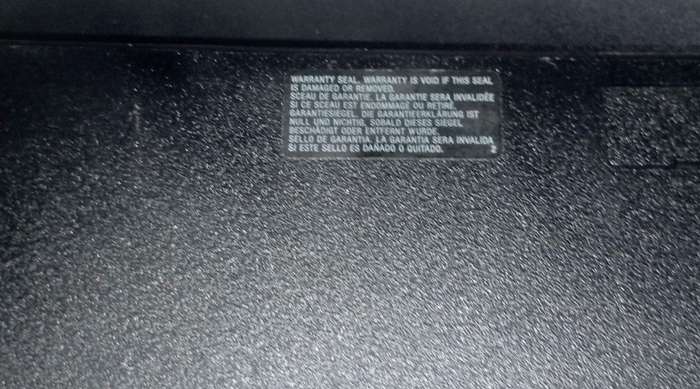 WARRANTY SEAL. WARRANTY IS VOID IF THIS SEAL
IS DAMAGED OR REMOVED.
SCEAU DE GARANTIE. LA GARANTIE SERA INVALIDÉE
SI CE SCEAU EST ENDOMMAGÉ OU RETIRÉ.
GARANTIESIEGEL. DIE GARANTIEERKLÄRUNG IST
NULL UND NICHTIG, SOBALD DIESES SIEGEL
BESCHÄDIGT ODER ENTFERNT WURDE.
SELLO DE GARANTIA. LA GARANTIA SERA INVALIDA
SI ESTE SELLO ES DAÑADO O QUITADO. 2